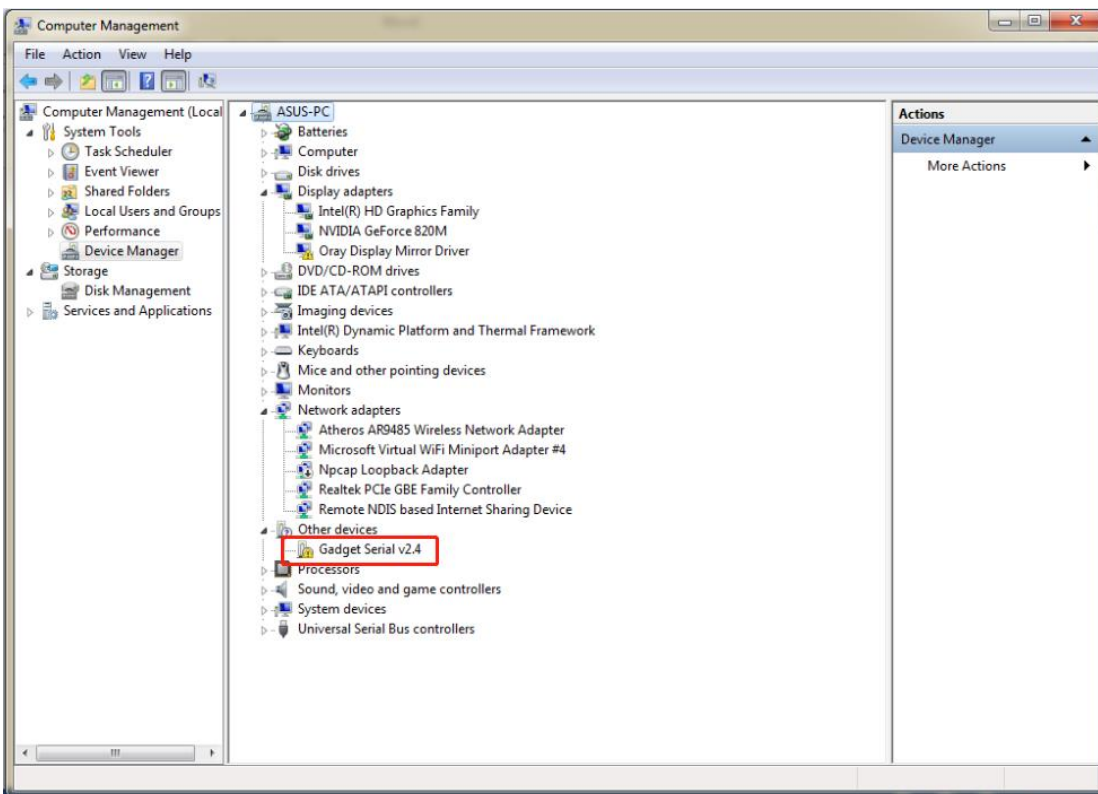 Computer Management
File Action View Help
Computer Management (Local
System Tools
Task Scheduler
Event Viewer
Shared Folders
Local Users and Groups
Performance
Device Manager
Storage
Disk Management
Services and Applications
ASUS-PC
Batteries
Computer
Disk drives
Display adapters
Intel(R) HD Graphics Family
NVIDIA GeForce 820M
Oray Display Mirror Driver
DVD/CD-ROM drives
IDE ATA/ATAPI controllers
Imaging devices
Intel(R) Dynamic Platform and Thermal Framework
Keyboards
Mice and other pointing devices
Monitors
Network adapters
Atheros AR9485 Wireless Network Adapter
Microsoft Virtual WiFi Miniport Adapter #4
Npcap Loopback Adapter
Realtek PCIe GBE Family Controller
Remote NDIS based Internet Sharing Device
Other devices
Gadget Serial v2.4
Processors
Sound, video and game controllers
System devices
Universal Serial Bus controllers
Actions
Device Manager
More Actions